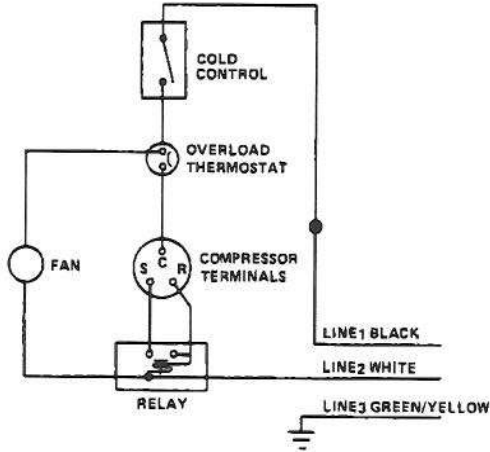 COLD
CONTROL
OVERLOAD
THERMOSTAT
FAN
S C R
COMPRESSOR
TERMINALS
LINE1 BLACK
LINE2 WHITE
RELAY
LINE3 GREEN/YELLOW